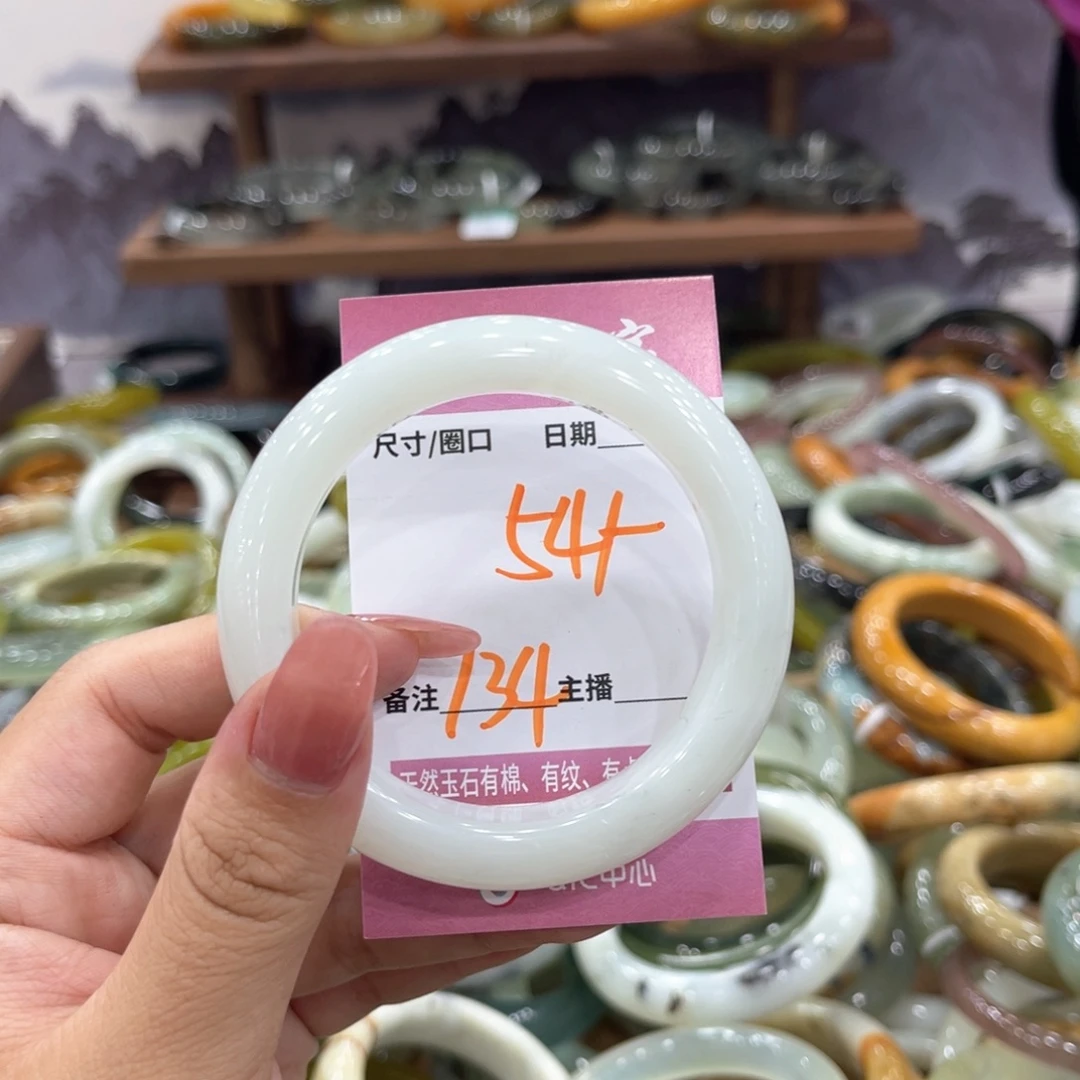 尺寸/圈口 日期
54+
134
备注 主播
天然玉石有棉、有纹、有
中心